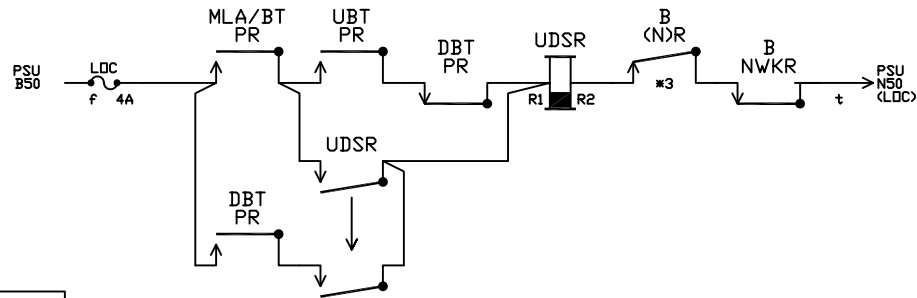 MLA/BT
PR
UBT
PR
DBT
PR
UDSR
B
(N)R
B
NWKR
PSU
B50
LOC
f 4A
R1 R2
*3
t
PSU
N50
(LOC)
UDSR
DBT
PR